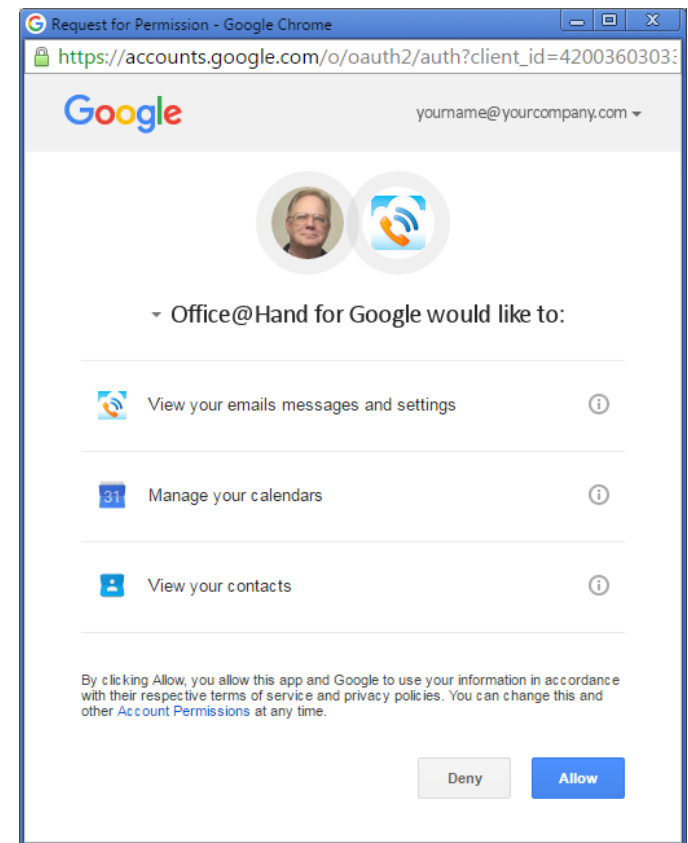 Request for Permission - Google Chrome
https://accounts.google.com/o/oauth2/auth?client_id=4200360303
Google
yourname@yourcompany.com
Office@Hand for Google would like to:
View your emails messages and settings
31
Manage your calendars
View your contacts
By clicking Allow, you allow this app and Google to use your information in accordance
with their respective terms of service and privacy policies. You can change this and
other Account Permissions at any time.
Deny
Allow